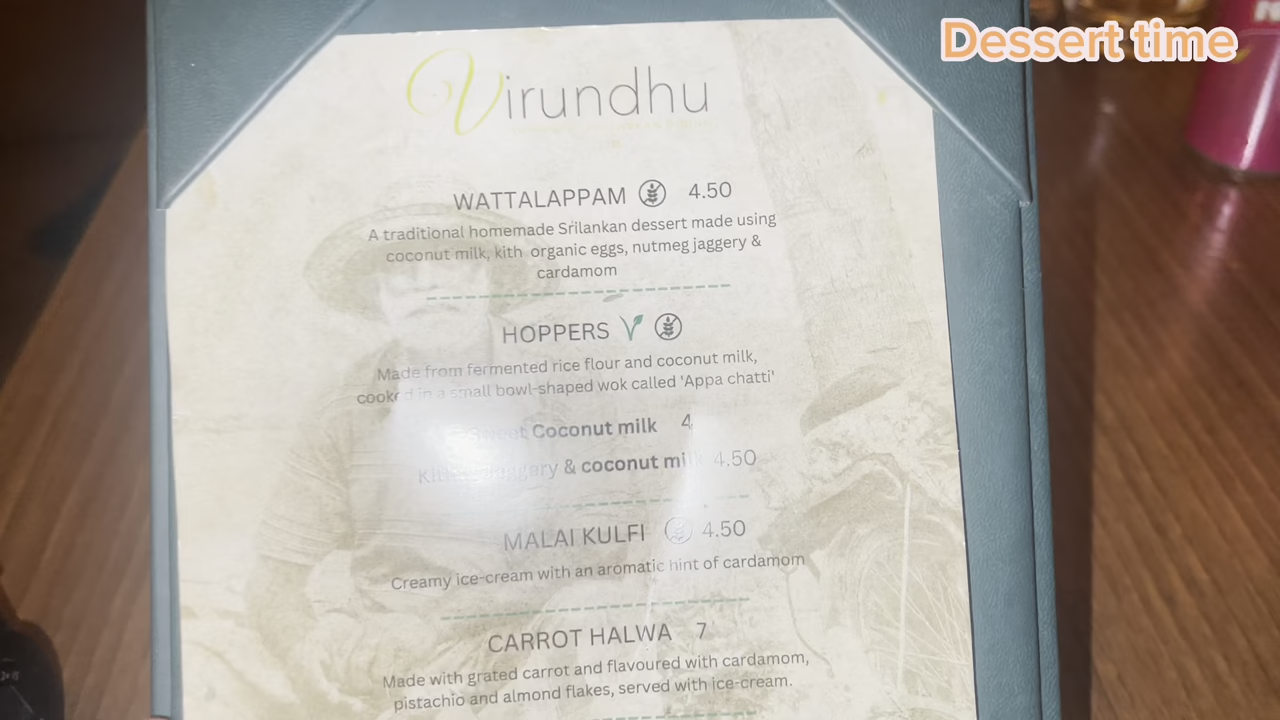 Dessert time
Virundhu
WATTALAPPAM 4.50
A traditional homemade Srilankan dessert made using
coconut milk, kith organic eggs, nutmeg jaggery &
cardamom
HOPPERS
Made from fermented rice flour and coconut milk,
cooked in a small bowl-shaped wok called 'Appa chatti'
Sweet Coconut milk 4
& coconut milk 4.50
MALAI KULFI 4.50
Creamy ice-cream with an aromatic hint of cardamom
CARROT HALWA 7
Made with grated carrot and flavoured with cardamom,
pistachio and almond flakes, served with ice-cream.